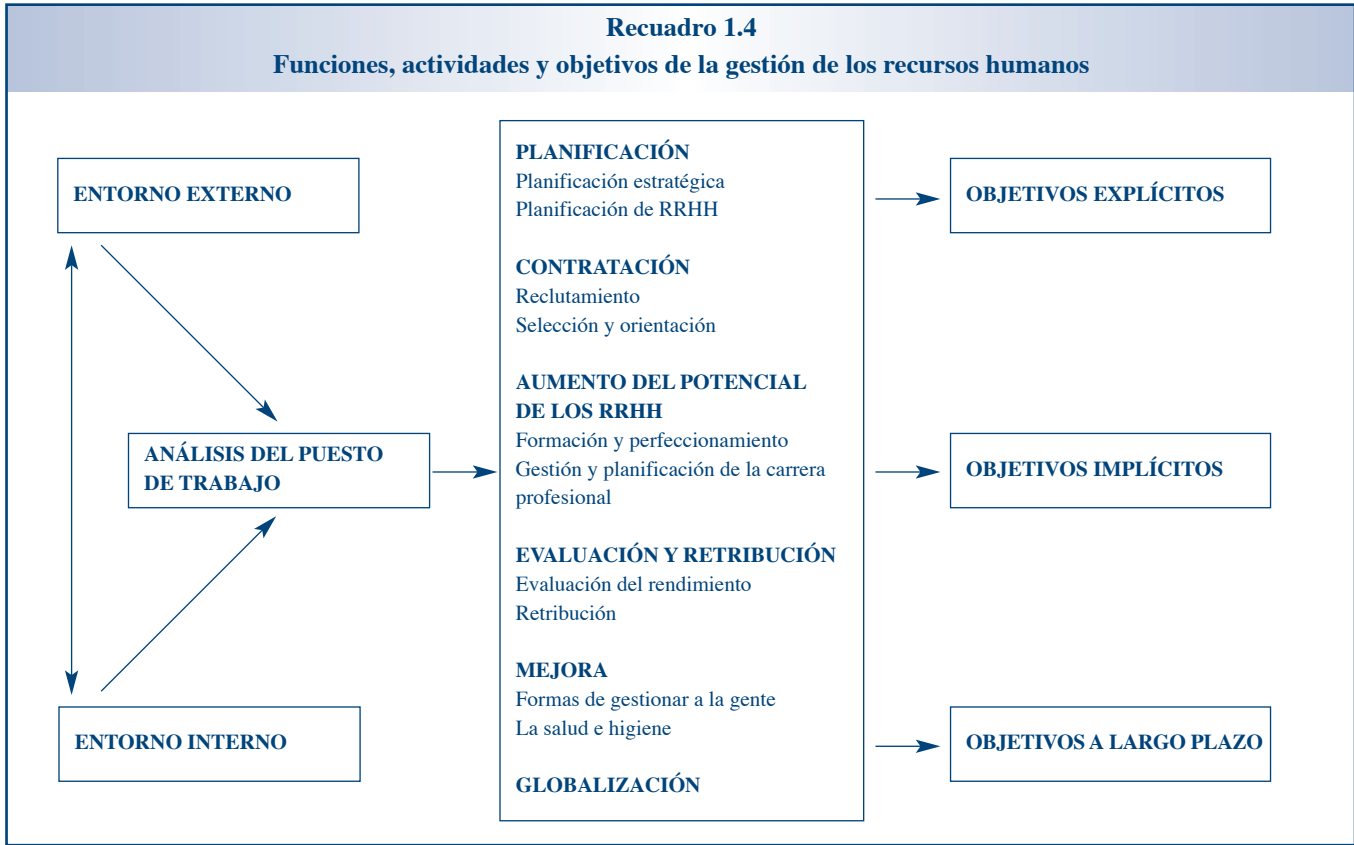 Recuadro 1.4
Funciones, actividades y objetivos de la gestión de los recursos humanos
ENTORNO EXTERNO
ANÁLISIS DEL PUESTO
DE TRABAJO
ENTORNO INTERNO
PLANIFICACIÓN
Planificación estratégica
Planificación de RRHH
CONTRATACIÓN
Reclutamiento
Selección y orientación
AUMENTO DEL POTENCIAL
DE LOS RRHH
Formación y perfeccionamiento
Gestión y planificación de la carrera
profesional
EVALUACIÓN Y RETRIBUCIÓN
Evaluación del rendimiento
Retribución
MEJORA
Formas de gestionar a la gente
La salud e higiene
GLOBALIZACIÓN
OBJETIVOS EXPLÍCITOS
OBJETIVOS IMPLÍCITOS
OBJETIVOS A LARGO PLAZO